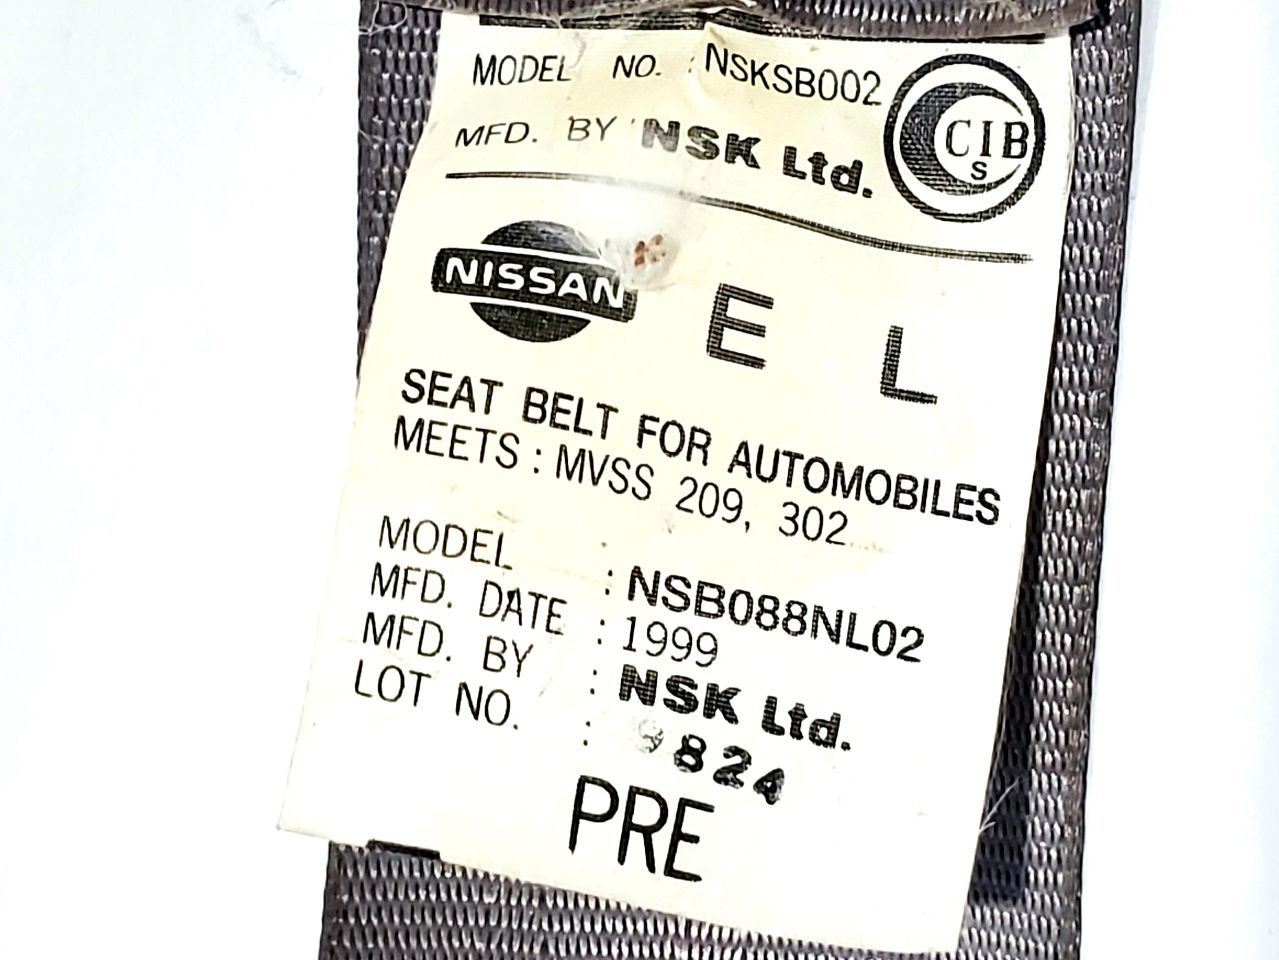 MODEL NO. : NSKSB002
MFD. BY NSK Ltd.
CIB
S
NISSAN E L
SEAT BELT FOR AUTOMOBILES
MEETS : MVSS 209, 302
MODEL : NSB088NL02
MFD. DATE : 1999
MFD. BY : NSK Ltd.
LOT NO. : 9824
PRE